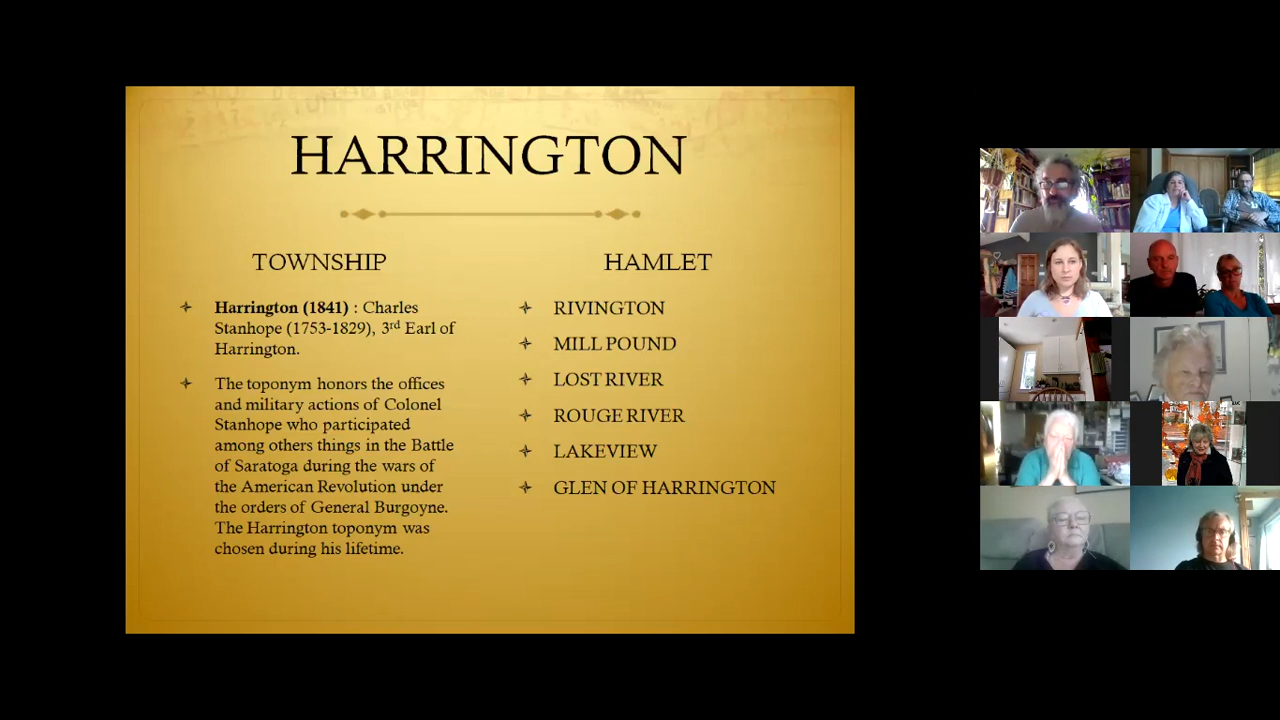 HARRINGTON
TOWNSHIP
Harrington (1841) : Charles
Stanhope (1753-1829), 3rd Earl of
Harrington.
The toponym honors the offices
and military actions of Colonel
Stanhope who participated
among others things in the Battle
of Saratoga during the wars of
the American Revolution under
the orders of General Burgoyne.
The Harrington toponym was
chosen during his lifetime.
HAMLET
RIVINGTON
MILL POUND
LOST RIVER
ROUGE RIVER
LAKEVIEW
GLEN OF HARRINGTON